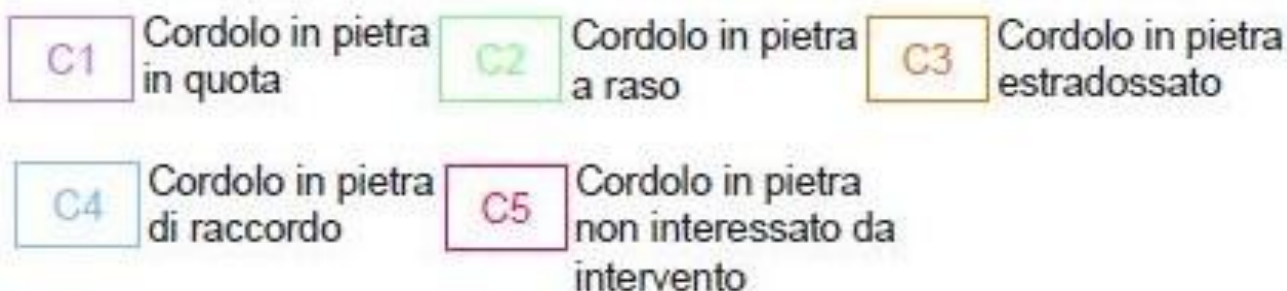 C1 Cordolo in pietra in quota
C2 Cordolo in pietra a raso
C3 Cordolo in pietra estradossato
C4 Cordolo in pietra di raccordo
C5 Cordolo in pietra non interessato da intervento